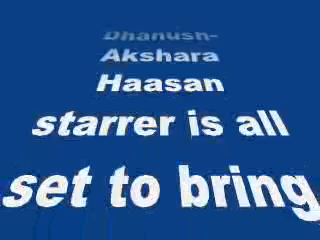 Dhanush-
Akshara
Haasan
starrer is all
set to bring